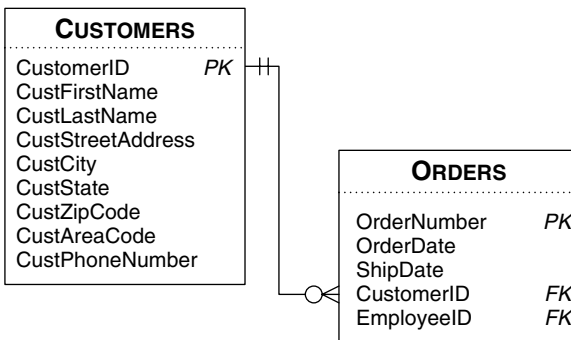 CUSTOMERS
CustomerID PK
CustFirstName
CustLastName
CustStreetAddress
CustCity
CustState
CustZipCode
CustAreaCode
CustPhoneNumber
ORDERS
OrderNumber PK
OrderDate
ShipDate
CustomerID FK
EmployeeID FK